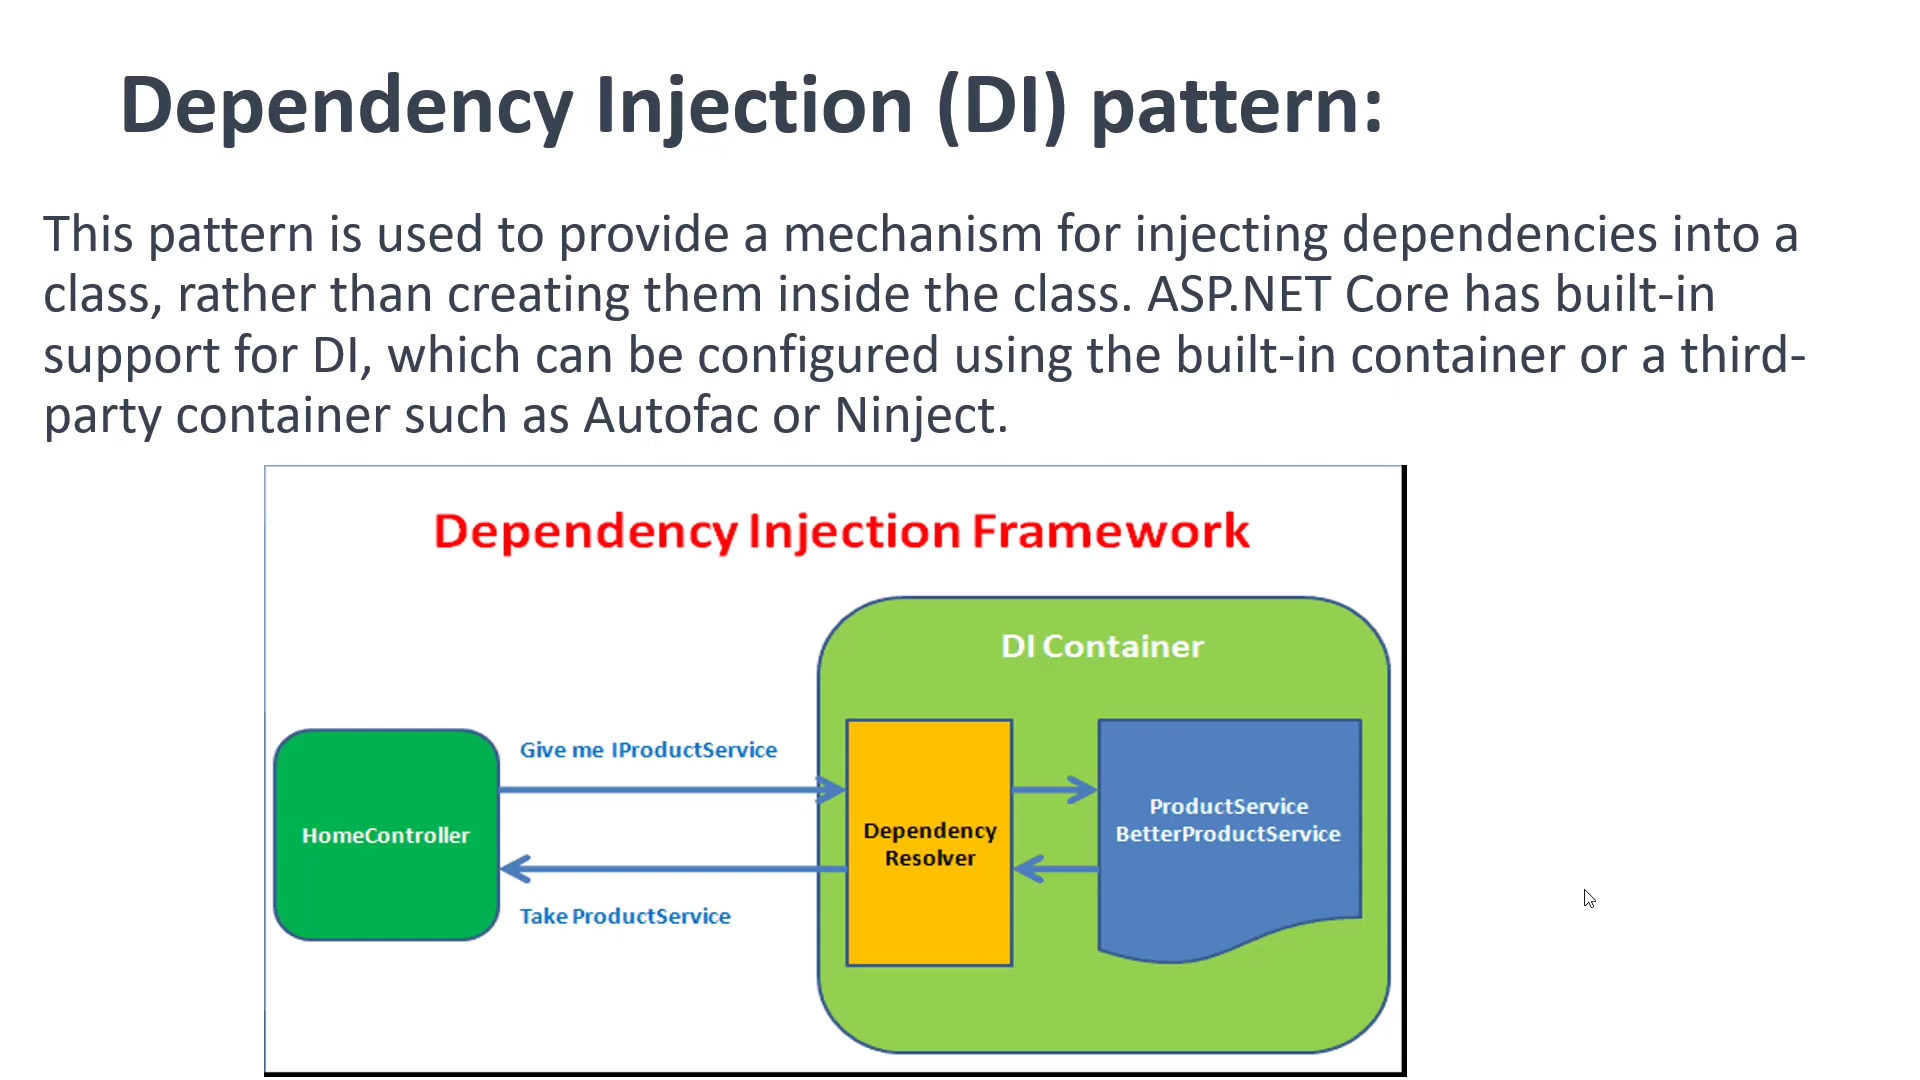 Dependency Injection (DI) pattern:
This pattern is used to provide a mechanism for injecting dependencies into a
class, rather than creating them inside the class. ASP.NET Core has built-in
support for DI, which can be configured using the built-in container or a third-
party container such as Autofac or Ninject.
Dependency Injection Framework
DI Container
Give me IProductService
HomeController
Take ProductService
Dependency
Resolver
ProductService
BetterProductService